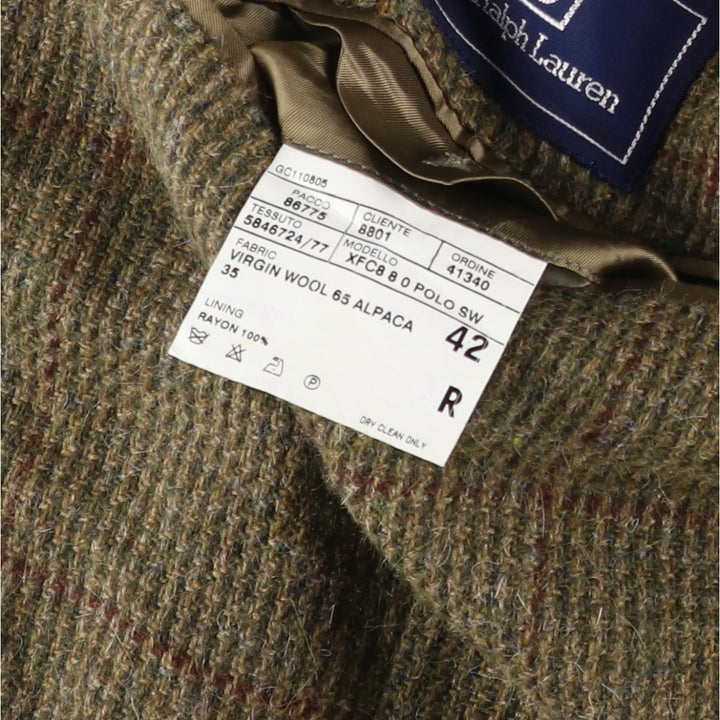 Ralph Lauren
GC110805
PACCO
86775
CLIENTE
8801
ORDINE
41340
TESSUTO
5846724/77
MODELLO
XFC8 8 0 POLO SW
FABRIC
VIRGIN WOOL 65 ALPACA
35
42
LINING
RAYON 100%
R
P
DRY CLEAN ONLY